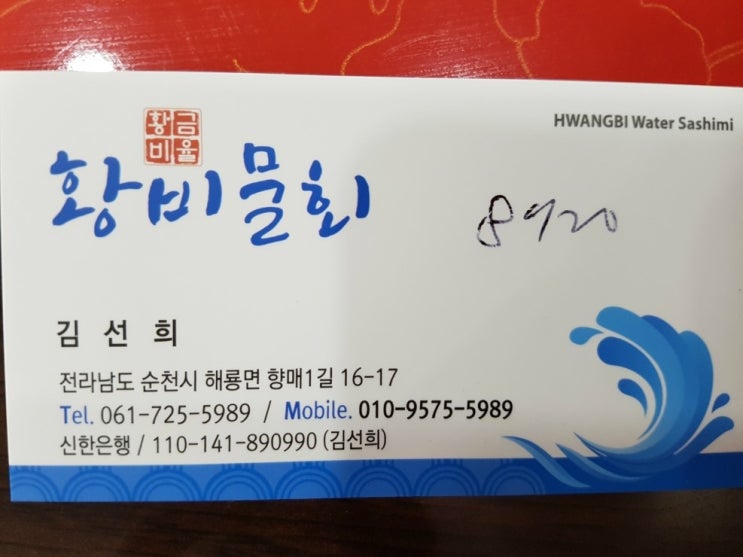 HWANGBI Water Sashimi
황금
비율
황비물회
8920
김 선 희
전라남도 순천시 해룡면 향매1길 16-17
Tel. 061-725-5989 / Mobile. 010-9575-5989
신한은행 / 110-141-890990 (김선희)